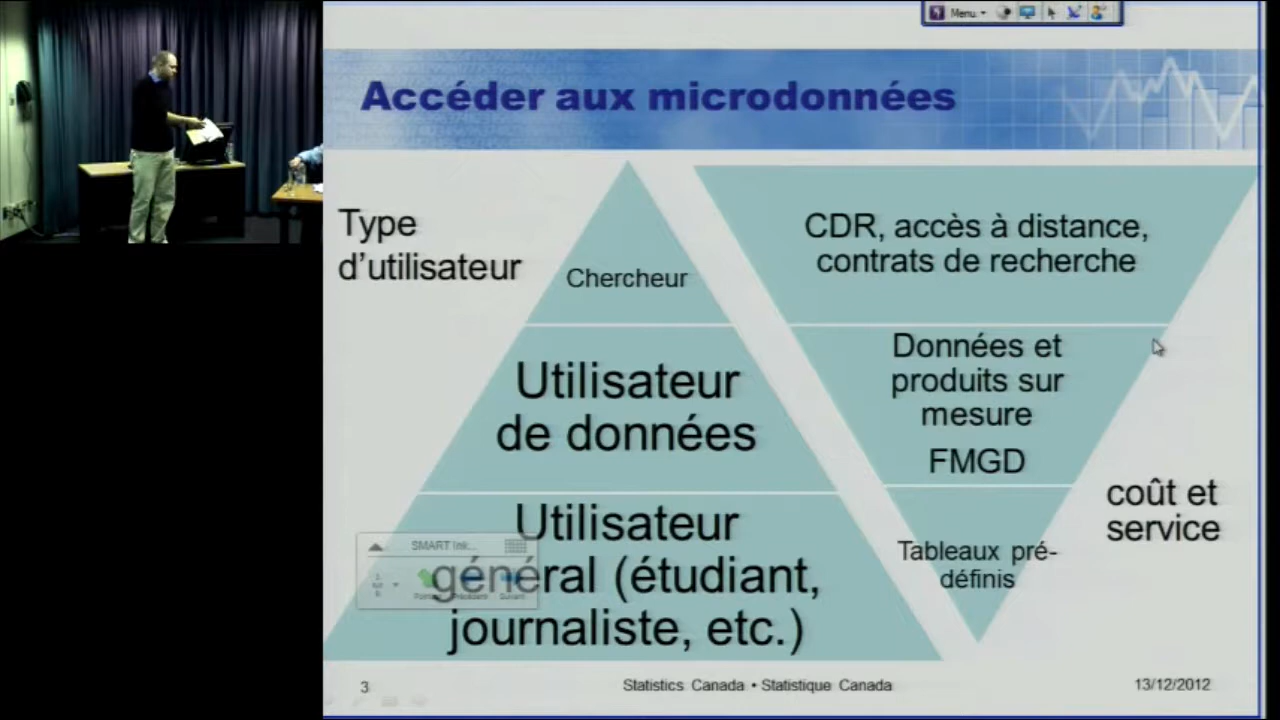 Menu
Accéder aux microdonnées
Type
d’utilisateur
Chercheur
Utilisateur
de données
Utilisateur
général (étudiant,
journaliste, etc.)
CDR, accès à distance,
contrats de recherche
Données et
produits sur
mesure
FMGD
Tableaux pré-
définis
coût et
service
SMART Ink...
3
Statistics Canada • Statistique Canada
13/12/2012